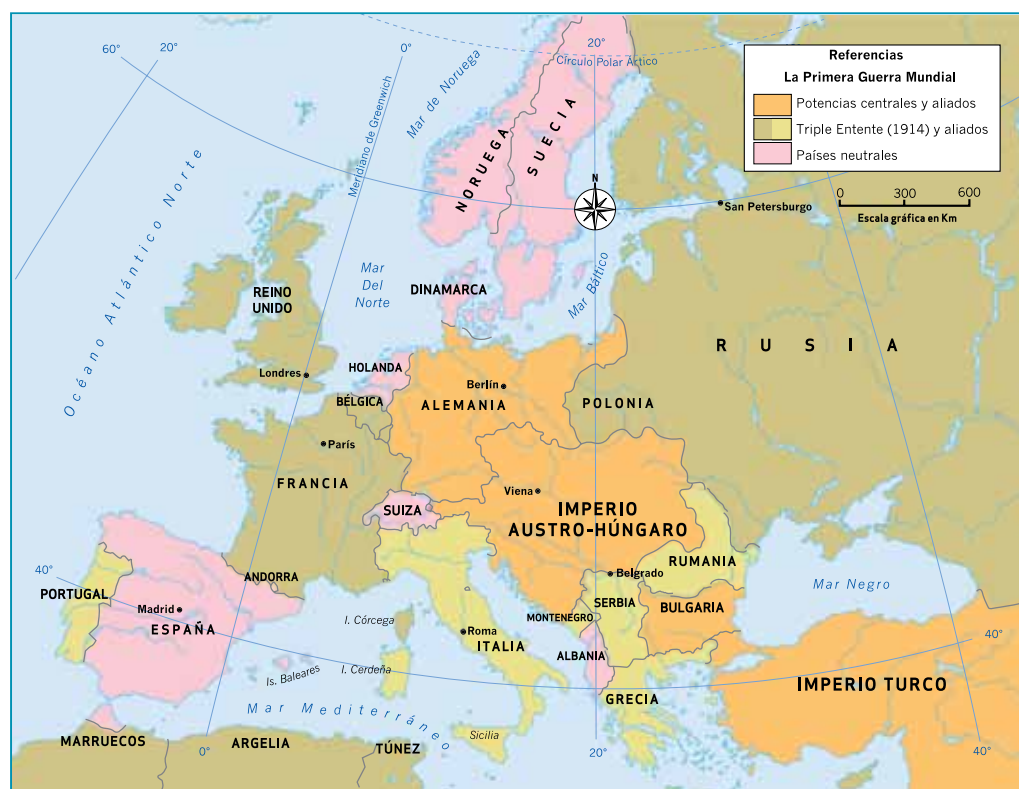 60°
20°
0°
20°
Círculo Polar Ártico
Mar de Noruega
Meridiano de Greenwich
Referencias
La Primera Guerra Mundial
Potencias centrales y aliados
Triple Entente (1914) y aliados
Países neutrales
0 300 600
Escala gráfica en Km
Océano Atlántico Norte
NORUEGA
SUECIA
N
San Petersburgo
Mar
Del
Norte
DINAMARCA
Mar Báltico
REINO
UNIDO
RUSIA
Londres
HOLANDA
Berlín
BÉLGICA
ALEMANIA
POLONIA
París
FRANCIA
Viena
SUIZA
IMPERIO
AUSTRO-HÚNGARO
40°
ANDORRA
Belgrado
RUMANIA
Mar Negro
PORTUGAL
Madrid
ESPAÑA
I. Córcega
Roma
ITALIA
MONTENEGRO
SERBIA
BULGARIA
40°
Is. Baleares
I. Cerdeña
ALBANIA
IMPERIO TURCO
GRECIA
Mar Mediterráneo
MARRUECOS
0°
ARGELIA
TÚNEZ
Sicilia
20°
40°